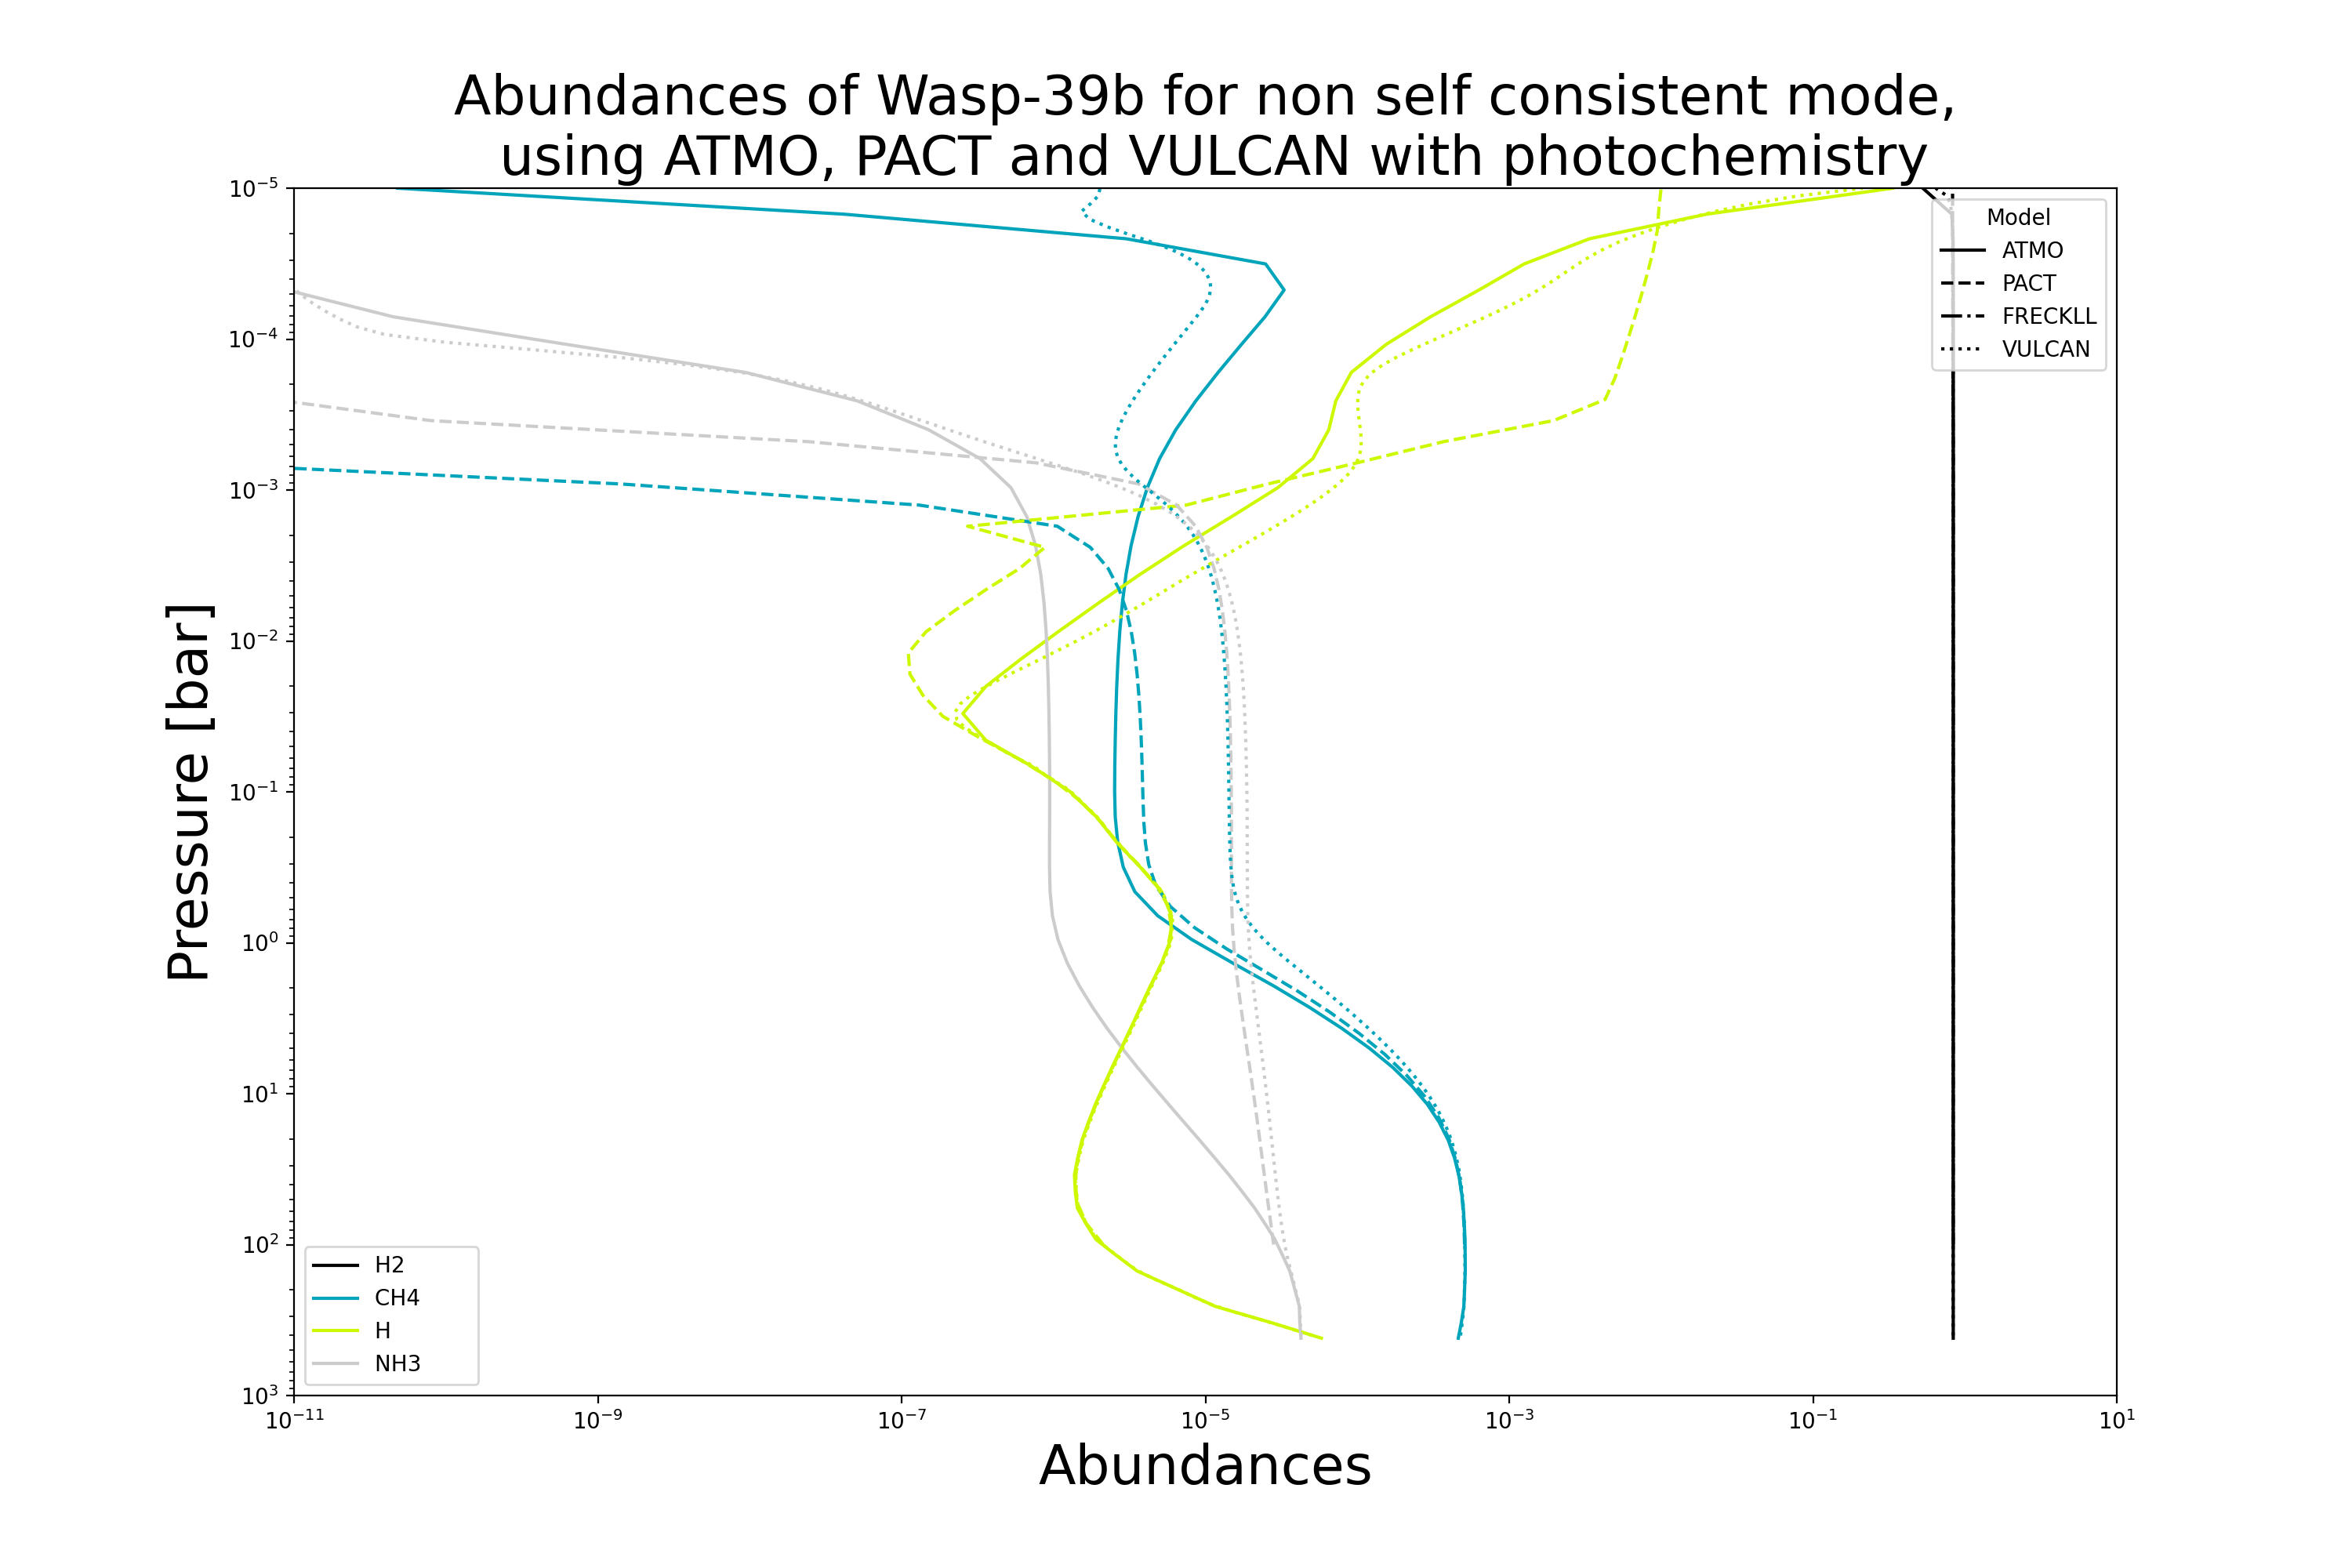 Abundances of Wasp-39b for non self consistent mode,
using ATMO, PACT and VULCAN with photochemistry
Model
ATMO
PACT
FRECKLL
VULCAN
Pressure [bar]
10⁻⁵
10⁻⁴
10⁻³
10⁻²
10⁻¹
10⁰
10¹
10²
10³
H2
CH4
H
NH3
10⁻¹¹
10⁻⁹
10⁻⁷
10⁻⁵
10⁻³
10⁻¹
10¹
Abundances